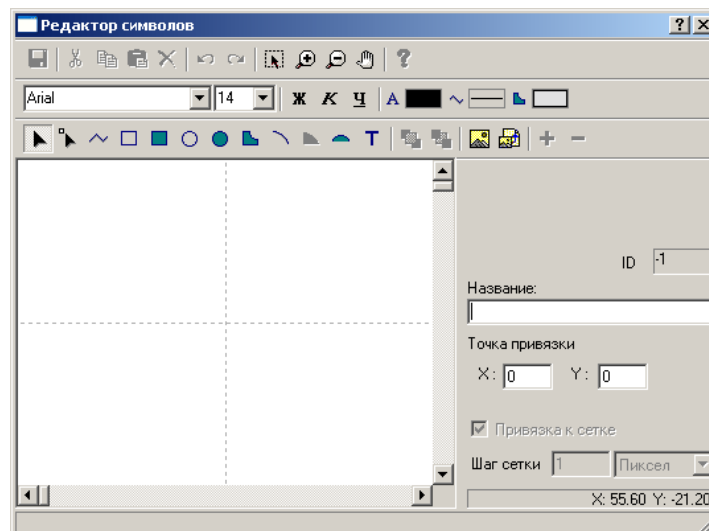 Редактор символов
Arial 14 Ж К Ч А
T
ID -1
Название:
Точка привязки
X: 0 Y: 0
Привязка к сетке
Шаг сетки 1 Пиксел
X: 55.60 Y: -21.20